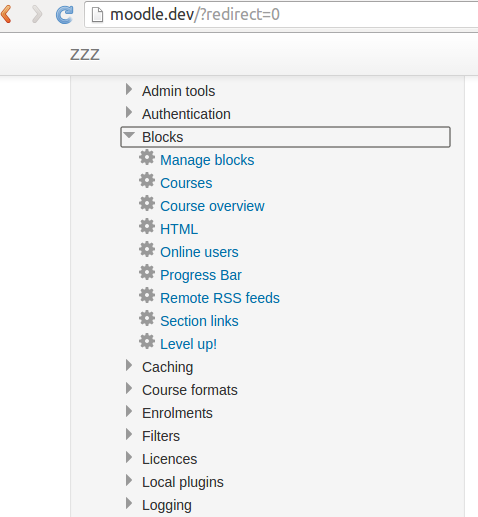 moodle.dev/?redirect=0
zzz
Admin tools
Authentication
Blocks
Manage blocks
Courses
Course overview
HTML
Online users
Progress Bar
Remote RSS feeds
Section links
Level up!
Caching
Course formats
Enrolments
Filters
Licences
Local plugins
Logging